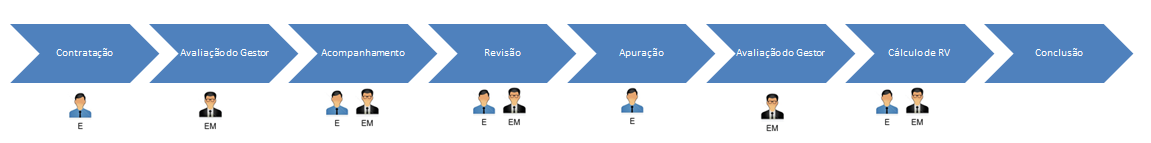 Contratação
Avaliação do Gestor
Acompanhamento
Revisão
Apuração
Avaliação do Gestor
Cálculo de RV
Conclusão
E
EM
E
EM
E
EM
E
EM
E
EM